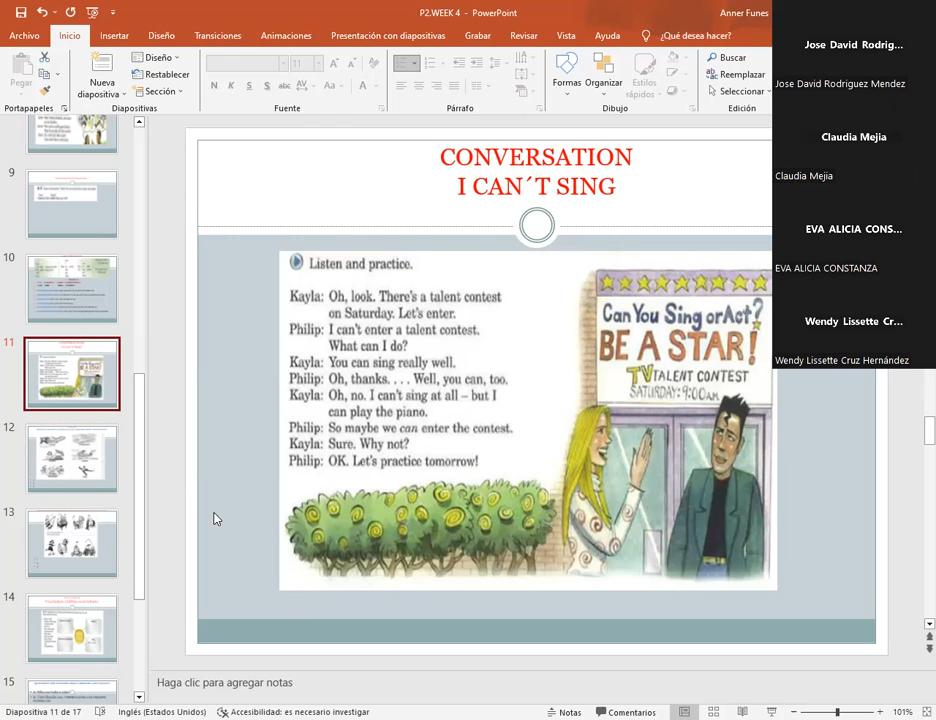 P2.WEEK 4 - PowerPoint
Anner Funes
Archivo
Inicio
Insertar
Diseño
Transiciones
Animaciones
Presentación con diapositivas
Grabar
Revisar
Vista
Ayuda
¿Qué desea hacer?
Pegar
Nueva
diapositiva
Diseño
Restablecer
Sección
11
N
K
S
S
abc
AV
Aa
A
Formas
Organizar
Estilos
rápidos
Buscar
Reemplazar
Seleccionar
Portapapeles
Diapositivas
Fuente
Párrafo
Dibujo
Edición
Jose David Rodrig...
Jose David Rodriguez Mendez
Claudia Mejia
Claudia Mejia
EVA ALICIA CONS...
EVA ALICIA CONSTANZA
Wendy Lissette Cr...
Wendy Lissette Cruz Hernández
9
10
11
12
13
14
15
CONVERSATION
I CAN´T SING
Listen and practice.
Kayla: Oh, look. There's a talent contest
on Saturday. Let's enter.
Philip: I can't enter a talent contest.
What can I do?
Kayla: You can sing really well.
Philip: Oh, thanks. . . . Well, you can, too.
Kayla: Oh, no. I can't sing at all – but I
can play the piano.
Philip: So maybe we can enter the contest.
Kayla: Sure. Why not?
Philip: OK. Let's practice tomorrow!
Can You Sing or Act?
BE A STAR!
TV TALENT CONTEST
SATURDAY: 9:00 AM
Haga clic para agregar notas
Diapositiva 11 de 17
Inglés (Estados Unidos)
Accesibilidad: es necesario investigar
Notas
Comentarios
101%